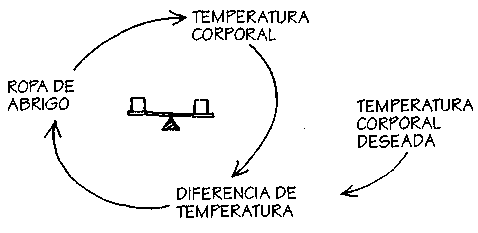 TEMPERATURA
CORPORAL
ROPA DE
ABRIGO
TEMPERATURA
CORPORAL
DESEADA
DIFERENCIA DE
TEMPERATURA